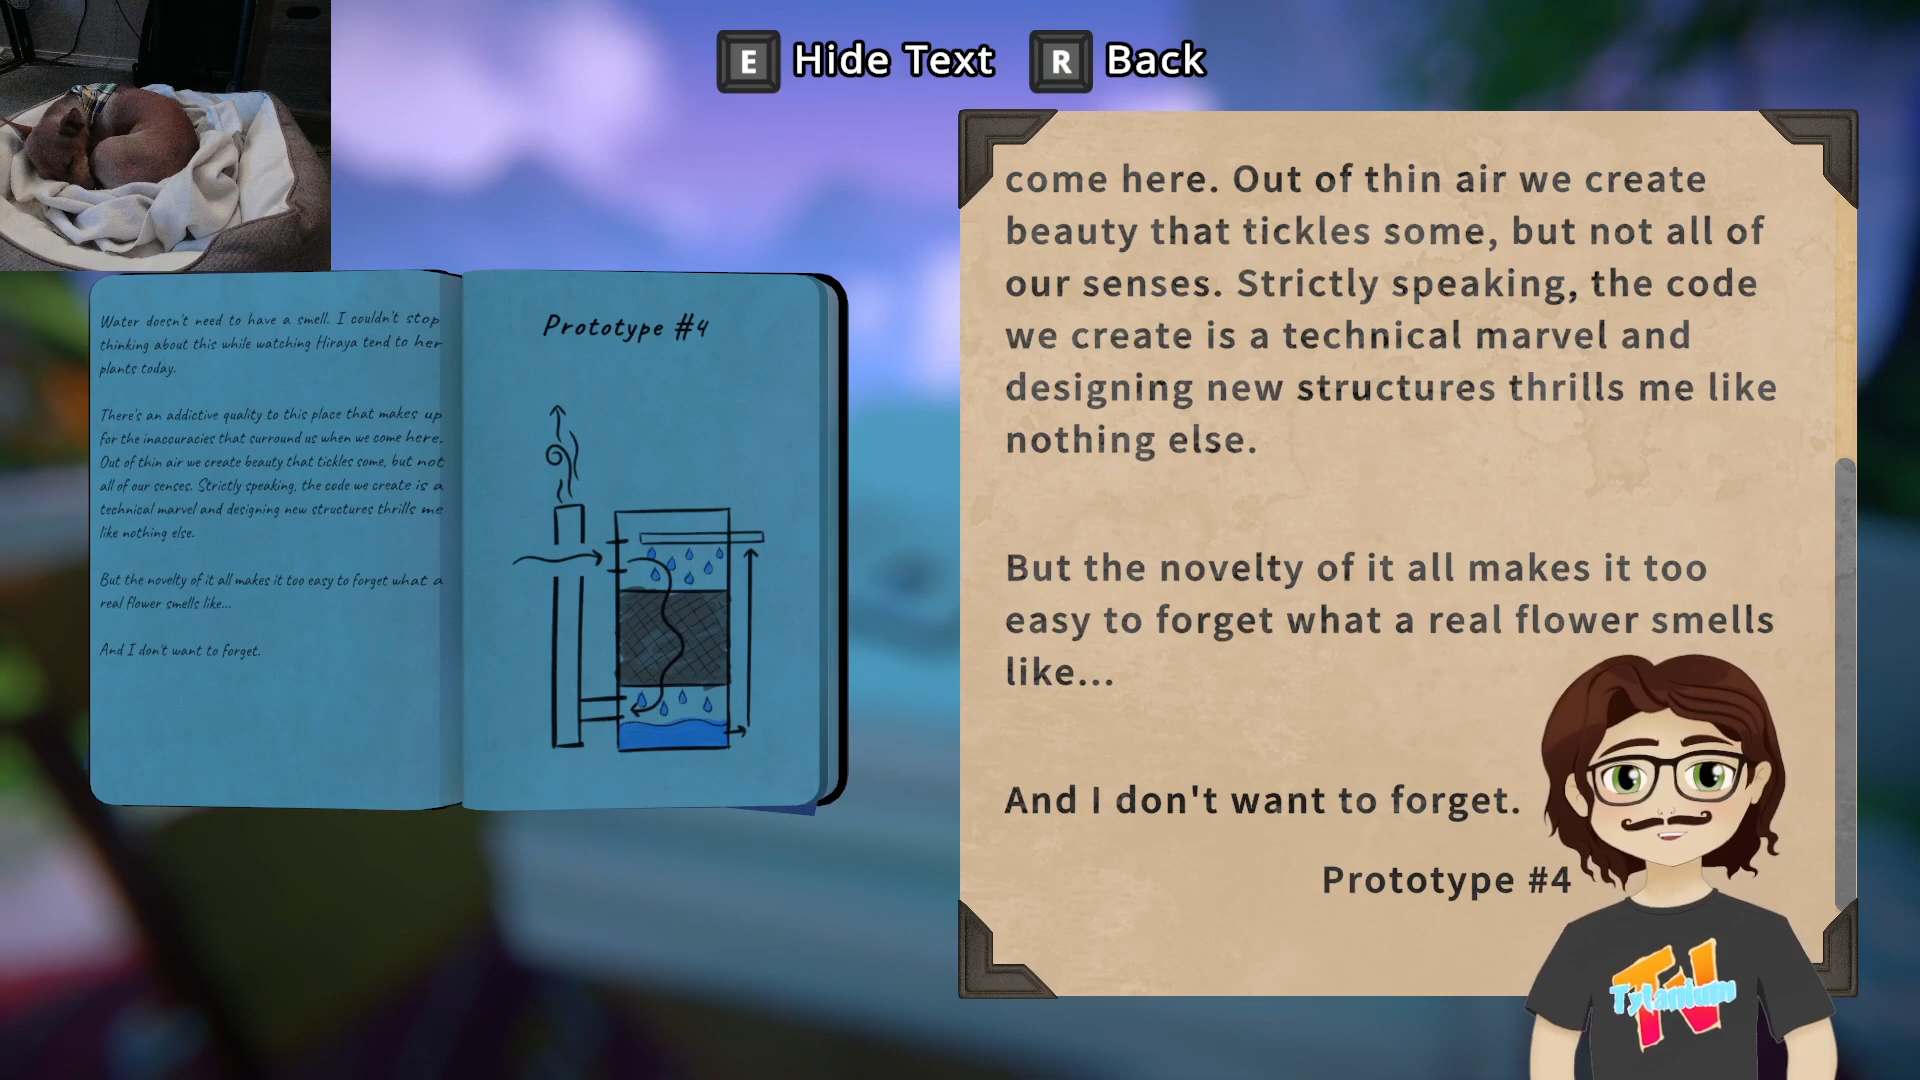 E Hide Text R Back
Water doesn't need to have a smell. I couldn't stop
thinking about this while watching Hiraya tend to her
plants today.
There's an addictive quality to this place that makes up
for the inaccuracies that surround us when we come here.
Out of thin air we create beauty that tickles some, but not
all of our senses. Strictly speaking, the code we create is a
technical marvel and designing new structures thrills me
like nothing else.
But the novelty of it all makes it too easy to forget what a
real flower smells like...
And I don't want to forget.
Prototype #4
come here. Out of thin air we create
beauty that tickles some, but not all of
our senses. Strictly speaking, the code
we create is a technical marvel and
designing new structures thrills me like
nothing else.
But the novelty of it all makes it too
easy to forget what a real flower smells
like...
And I don't want to forget.
Prototype #4
TN
Tytanium